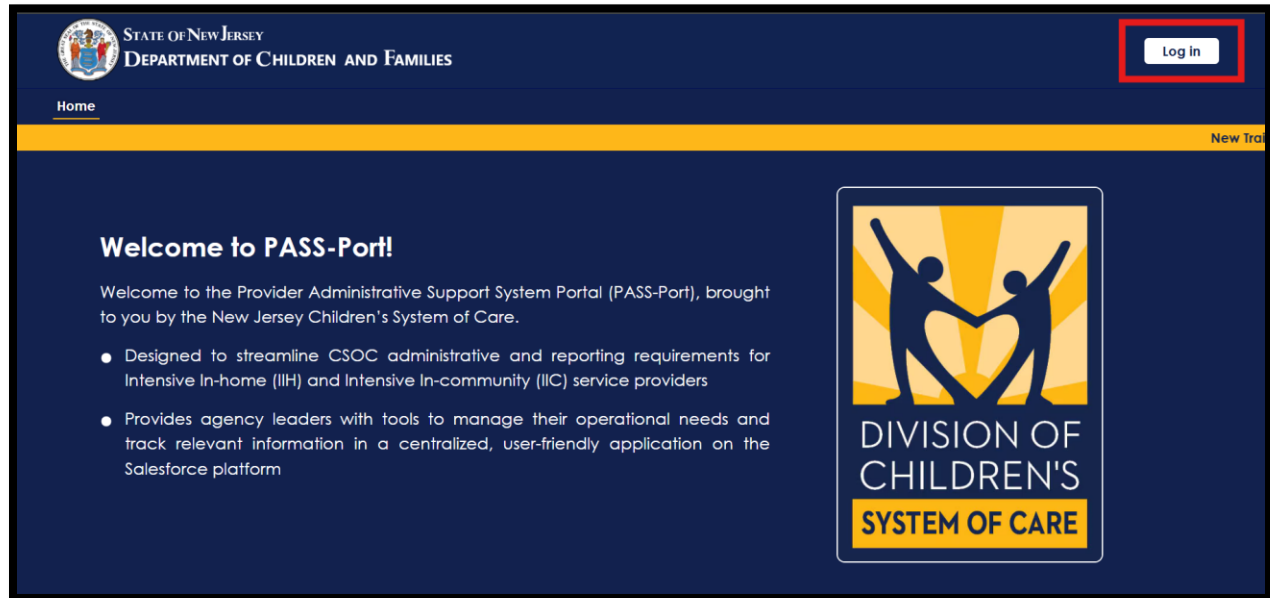 STATE OF NEW JERSEY
DEPARTMENT OF CHILDREN AND FAMILIES
Log in
Home
New Trai
Welcome to PASS-Port!
Welcome to the Provider Administrative Support System Portal (PASS-Port), brought
to you by the New Jersey Children's System of Care.
Designed to streamline CSOC administrative and reporting requirements for
Intensive In-home (IIH) and Intensive In-community (IIC) service providers
Provides agency leaders with tools to manage their operational needs and
track relevant information in a centralized, user-friendly application on the
Salesforce platform
DIVISION OF
CHILDREN'S
SYSTEM OF CARE